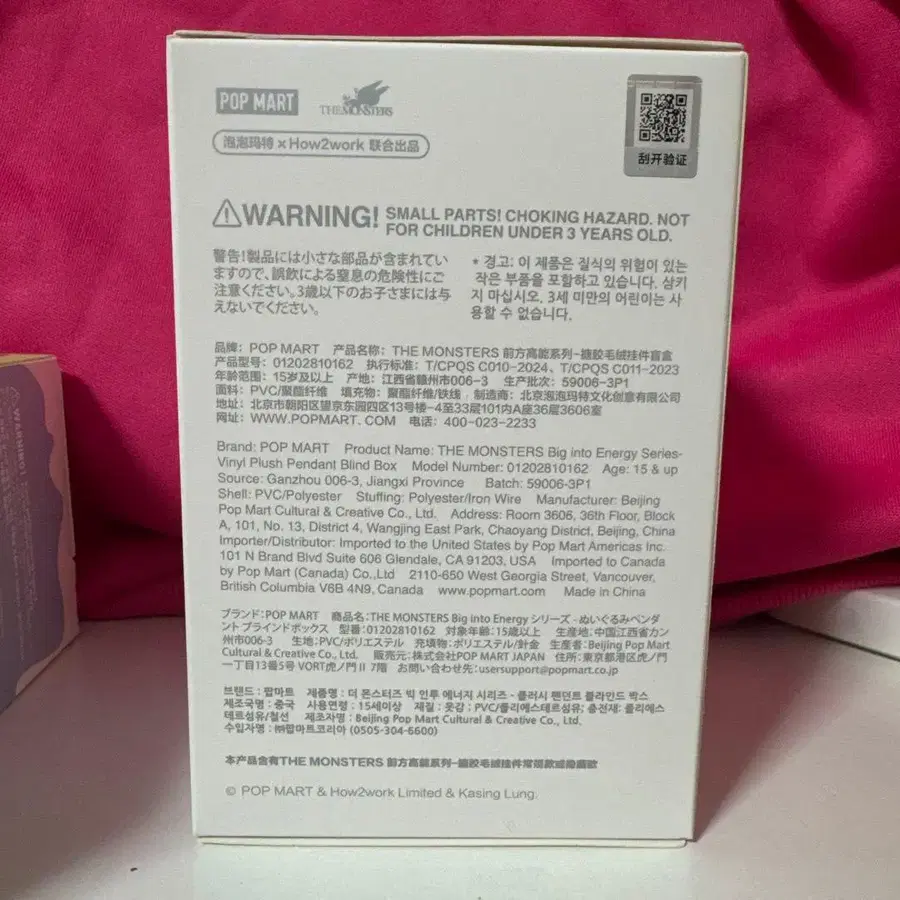 POP MART THE MONSTERS
泡泡玛特 × How2work 联合出品
刮开验证
WARNING! SMALL PARTS! CHOKING HAZARD. NOT
FOR CHILDREN UNDER 3 YEARS OLD.
警告!製品には小さな部品が含まれてい
ますので、誤飲による窒息の危険性にご
注意ください。3歳以下のお子さまには与
えないでください。
* 경고: 이 제품은 질식의 위험이 있는
작은 부품을 포함하고 있습니다. 삼키
지 마십시오. 3세 미만의 어린이는 사
용할 수 없습니다.
品牌: POP MART 产品名称: THE MONSTERS 前方高能系列-搪胶毛绒挂件盲盒
产品型号: 01202810162 执行标准: T/CPQS C010-2024、T/CPQS C011-2023
年龄范围: 15岁及以上 产地: 江西省赣州市006-3 生产批次: 59006-3P1
面料: PVC/聚酯纤维 填充物: 聚酯纤维/铁线 制造商: 北京泡泡玛特文化创意有限公司
地址: 北京市朝阳区望京东园四区13号楼-4至33层101内A座36层3606室
网址: WWW.POPMART.COM 电话: 400-023-2233
Brand: POP MART Product Name: THE MONSTERS Big into Energy Series-
Vinyl Plush Pendant Blind Box Model Number: 01202810162 Age: 15 & up
Source: Ganzhou 006-3, Jiangxi Province Batch: 59006-3P1
Shell: PVC/Polyester Stuffing: Polyester/Iron Wire Manufacturer: Beijing
Pop Mart Cultural & Creative Co., Ltd. Address: Room 3606, 36th Floor, Block
A, 101, No. 13, District 4, Wangjing East Park, Chaoyang District, Beijing, China
Importer/Distributor: Imported to the United States by Pop Mart Americas Inc.
101 N Brand Blvd Suite 606 Glendale, CA 91203, USA Imported to Canada
by Pop Mart (Canada) Co.,Ltd 2110-650 West Georgia Street, Vancouver,
British Columbia V6B 4N9, Canada www.popmart.com Made in China
ブランド: POP MART 商品名: THE MONSTERS Big into Energy シリーズ - ぬいぐるみペンダ
ント ブラインドボックス 型番: 01202810162 対象年齢: 15歳以上 生産地: 中国江西省カン
州市006-3 生地: PVC/ポリエステル 充填物: ポリエステル/針金 生産者: Beijing Pop Mart
Cultural & Creative Co., Ltd. 販売元: 株式会社POP MART JAPAN 住所: 東京都港区虎ノ門
一丁目13番5号 VORT虎ノ門II 7階 お問い合わせ先: usersupport@popmart.co.jp
브랜드 : 팝마트 제품명 : 더 몬스터즈 빅 인투 에너지 시리즈 - 플러시 펜던트 블라인드 박스
제조국명 : 중국 사용연령 : 15세이상 재질 : 옷감 : PVC/폴리에스테르섬유; 충전재: 폴리에스
테르섬유/철선 제조자명 : Beijing Pop Mart Cultural & Creative Co., Ltd.
수입자명 : ㈜팝마트코리아 (0505-304-6600)
本产品含有THE MONSTERS 前方高能系列-搪胶毛绒挂件常规款或隐藏款
© POP MART & How2work Limited & Kasing Lung.
WARNING!